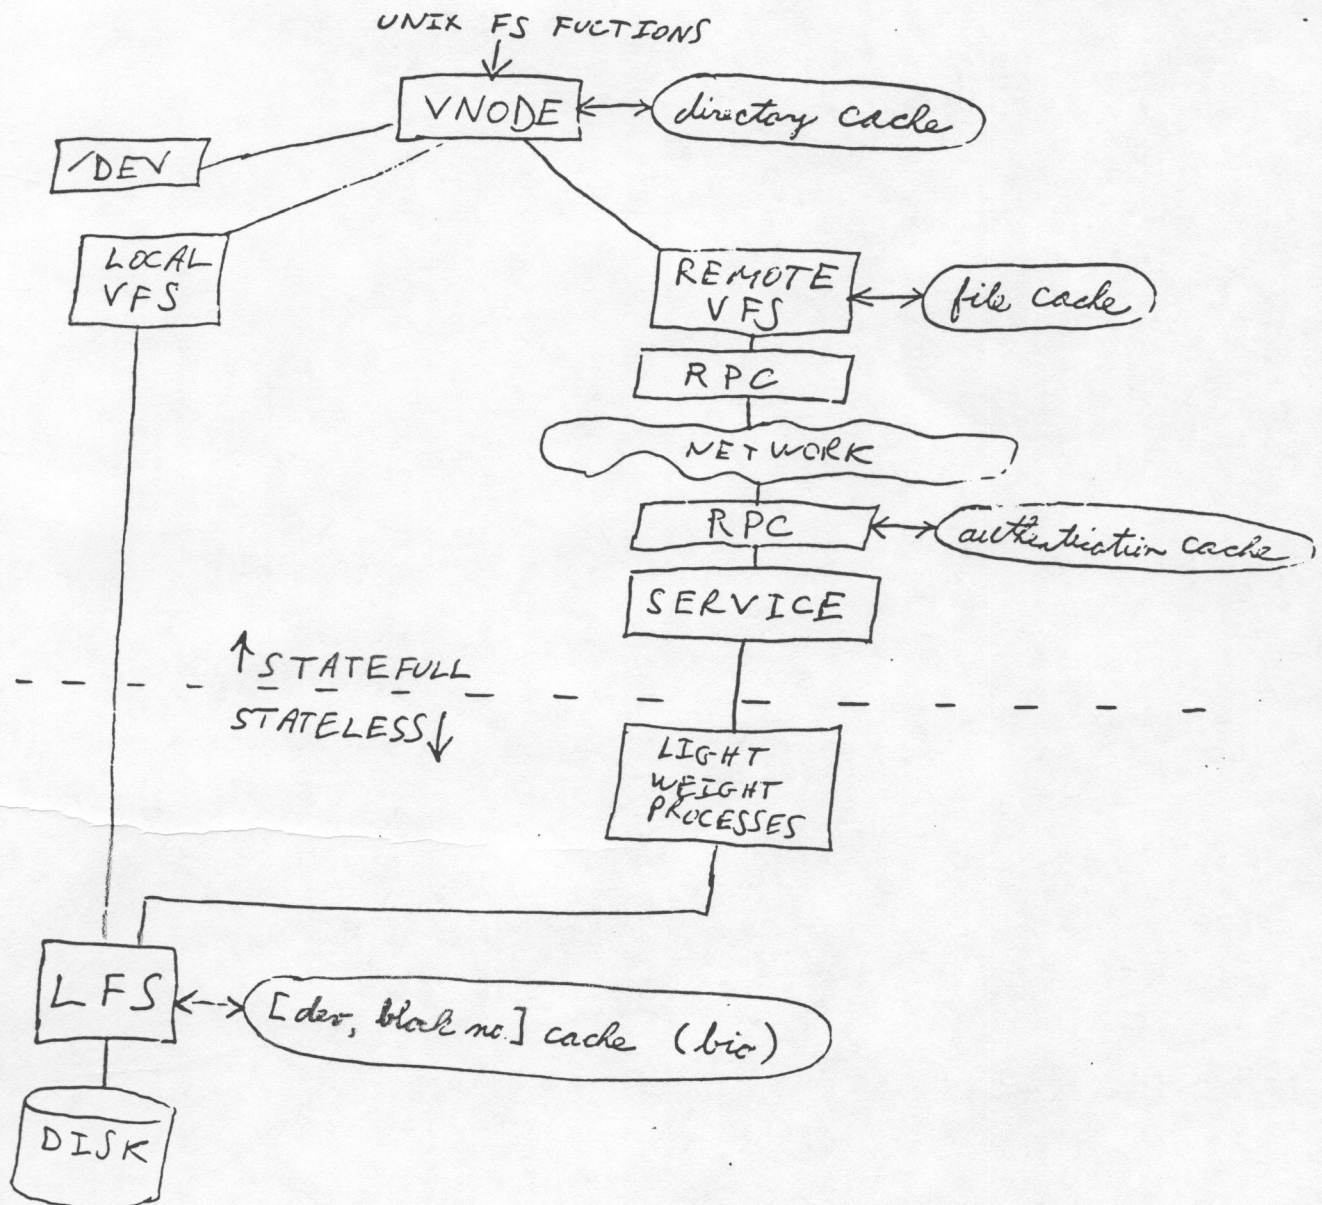 UNIX FS FUCTIONS
VNODE
directory cache
/DEV
LOCAL
VFS
REMOTE
VFS
file cache
RPC
NETWORK
RPC
authentication cache
SERVICE
↑ STATEFULL
STATELESS ↓
LIGHT
WEIGHT
PROCESSES
LFS
[dev, block no.] cache (bio)
DISK